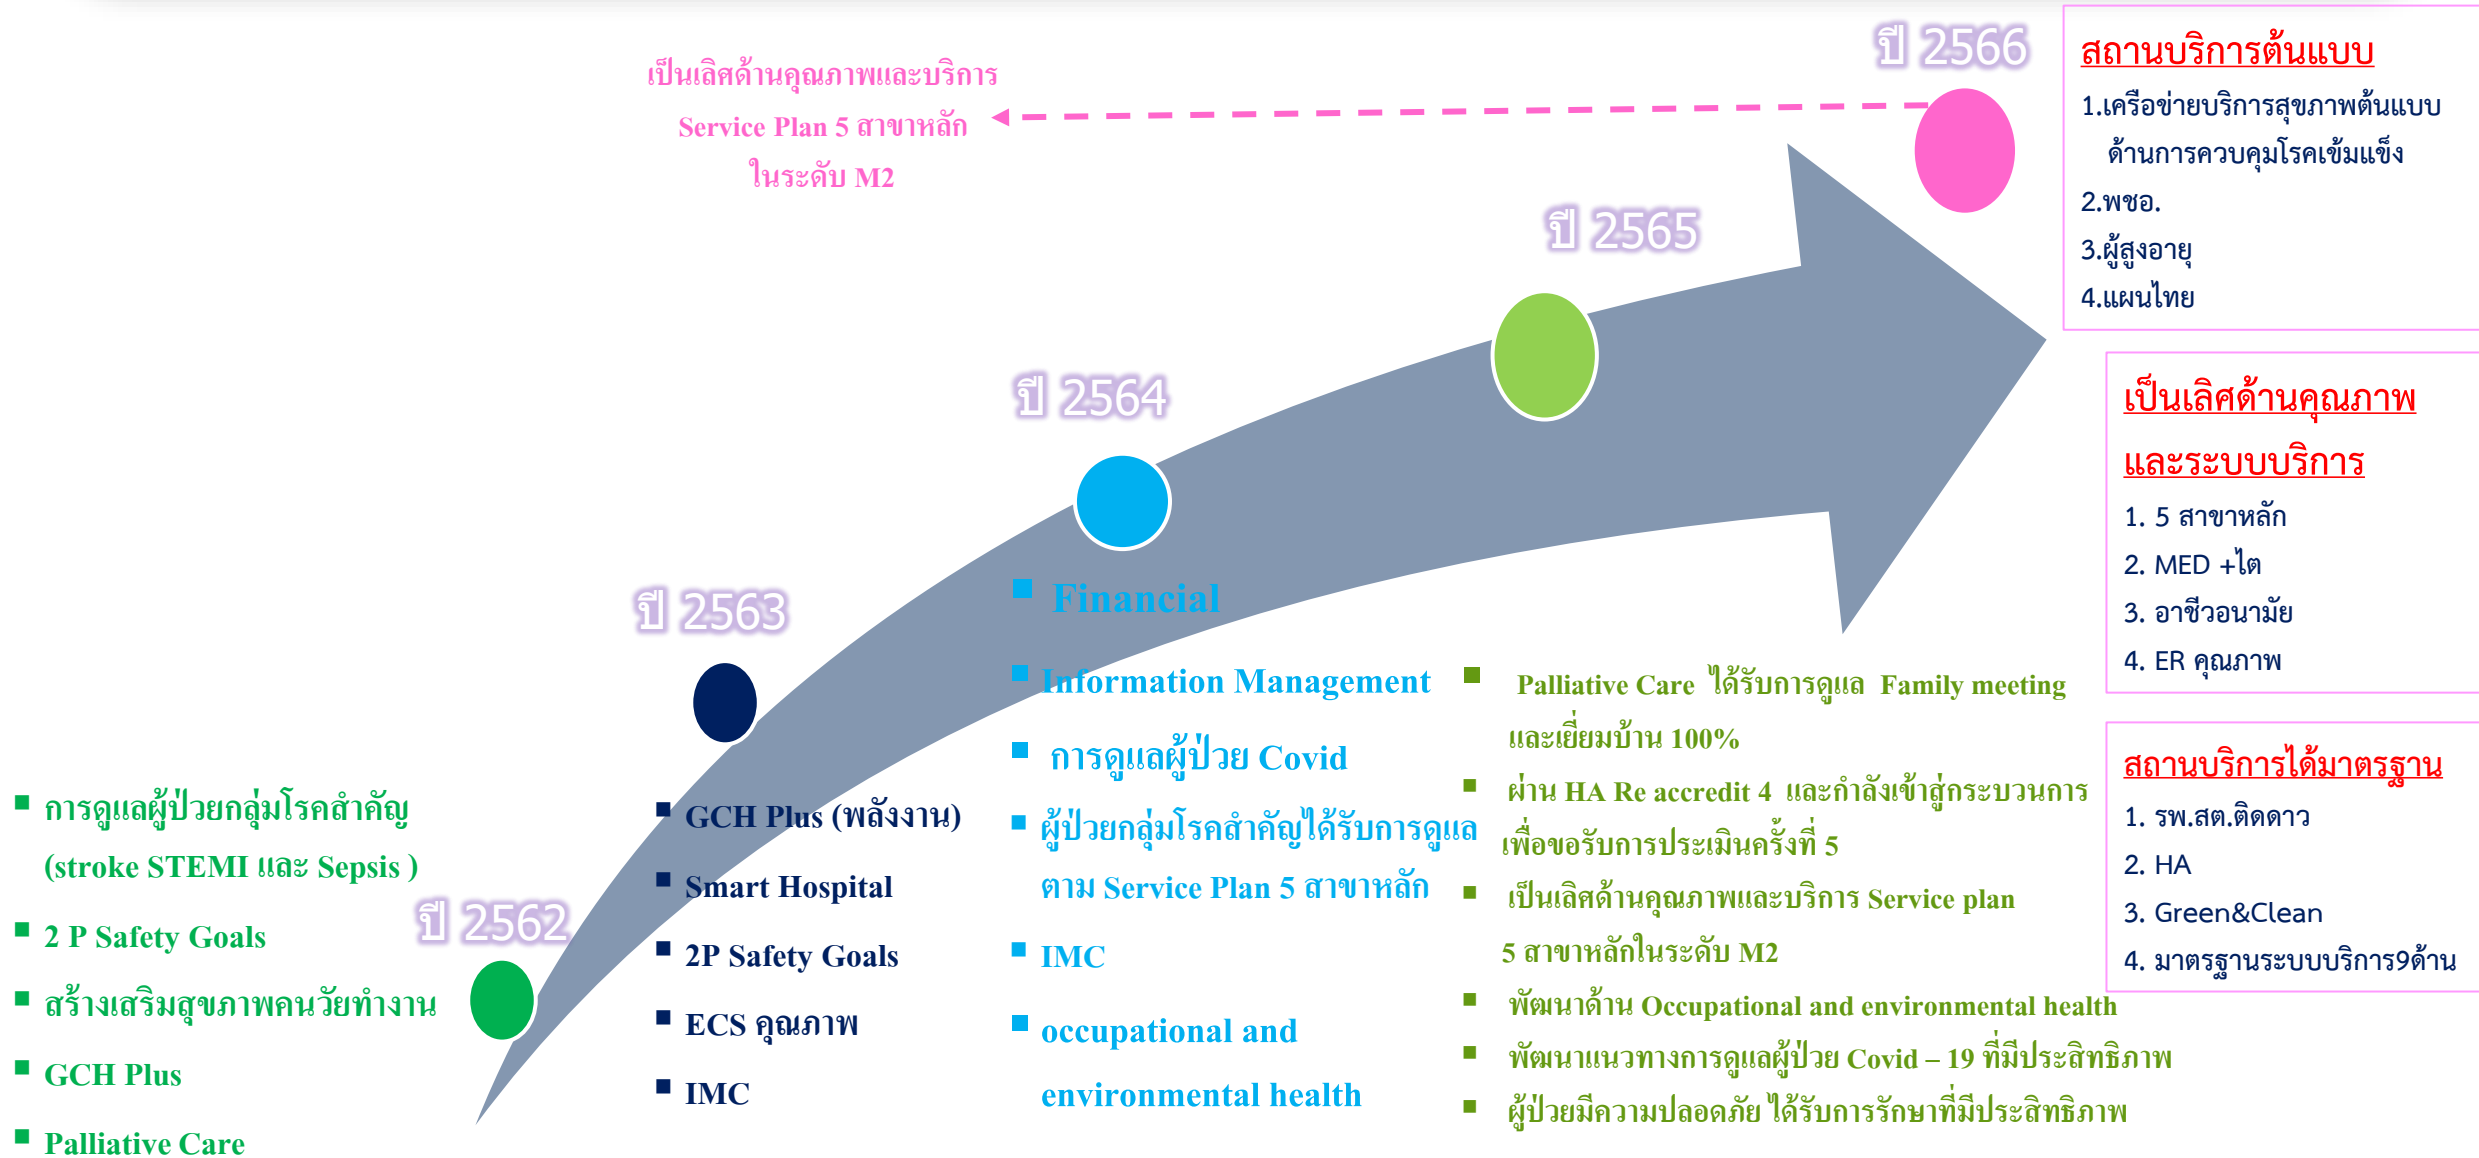 เป็นเลิศด้านคุณภาพและบริการ
Service Plan 5 สาขาหลัก
ในระดับ M2
ปี 2566
ปี 2565
ปี 2564
ปี 2563
ปี 2562
▪ การดูแลผู้ป่วยกลุ่มโรคสำคัญ
(stroke STEMI และ Sepsis )
▪ 2 P Safety Goals
▪ สร้างเสริมสุขภาพคนวัยทำงาน
▪ GCH Plus
▪ Palliative Care
▪ GCH Plus (พลังงาน)
▪ Smart Hospital
▪ 2P Safety Goals
▪ ECS คุณภาพ
▪ IMC
▪ Financial
▪ Information Management
▪ การดูแลผู้ป่วย Covid
▪ ผู้ป่วยกลุ่มโรคสำคัญได้รับการดูแล
ตาม Service Plan 5 สาขาหลัก
▪ IMC
▪ occupational and
environmental health
▪ Palliative Care ได้รับการดูแล Family meeting
และเยี่ยมบ้าน 100%
▪ ผ่าน HA Re accredit 4 และกำลังเข้าสู่กระบวนการ
เพื่อขอรับการประเมินครั้งที่ 5
▪ เป็นเลิศด้านคุณภาพและบริการ Service plan
5 สาขาหลักในระดับ M2
▪ พัฒนาด้าน Occupational and environmental health
▪ พัฒนาแนวทางการดูแลผู้ป่วย Covid – 19 ที่มีประสิทธิภาพ
▪ ผู้ป่วยมีความปลอดภัย ได้รับการรักษาที่มีประสิทธิภาพ
สถานบริการต้นแบบ
1.เครือข่ายบริการสุขภาพต้นแบบ
ด้านการควบคุมโรคเข้มแข็ง
2.พชอ.
3.ผู้สูงอายุ
4.แผนไทย
เป็นเลิศด้านคุณภาพ
และระบบบริการ
1. 5 สาขาหลัก
2. MED +ไต
3. อาชีวอนามัย
4. ER คุณภาพ
สถานบริการได้มาตรฐาน
1. รพ.สต.ติดดาว
2. HA
3. Green&Clean
4. มาตรฐานระบบบริการ9ด้าน